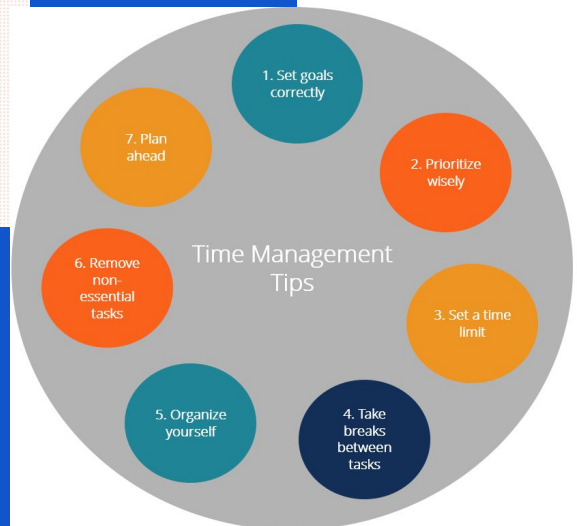 Time Management
Tips
1. Set goals
correctly
2. Prioritize
wisely
3. Set a time
limit
4. Take
breaks
between
tasks
5. Organize
yourself
6. Remove
non-
essential
tasks
7. Plan
ahead